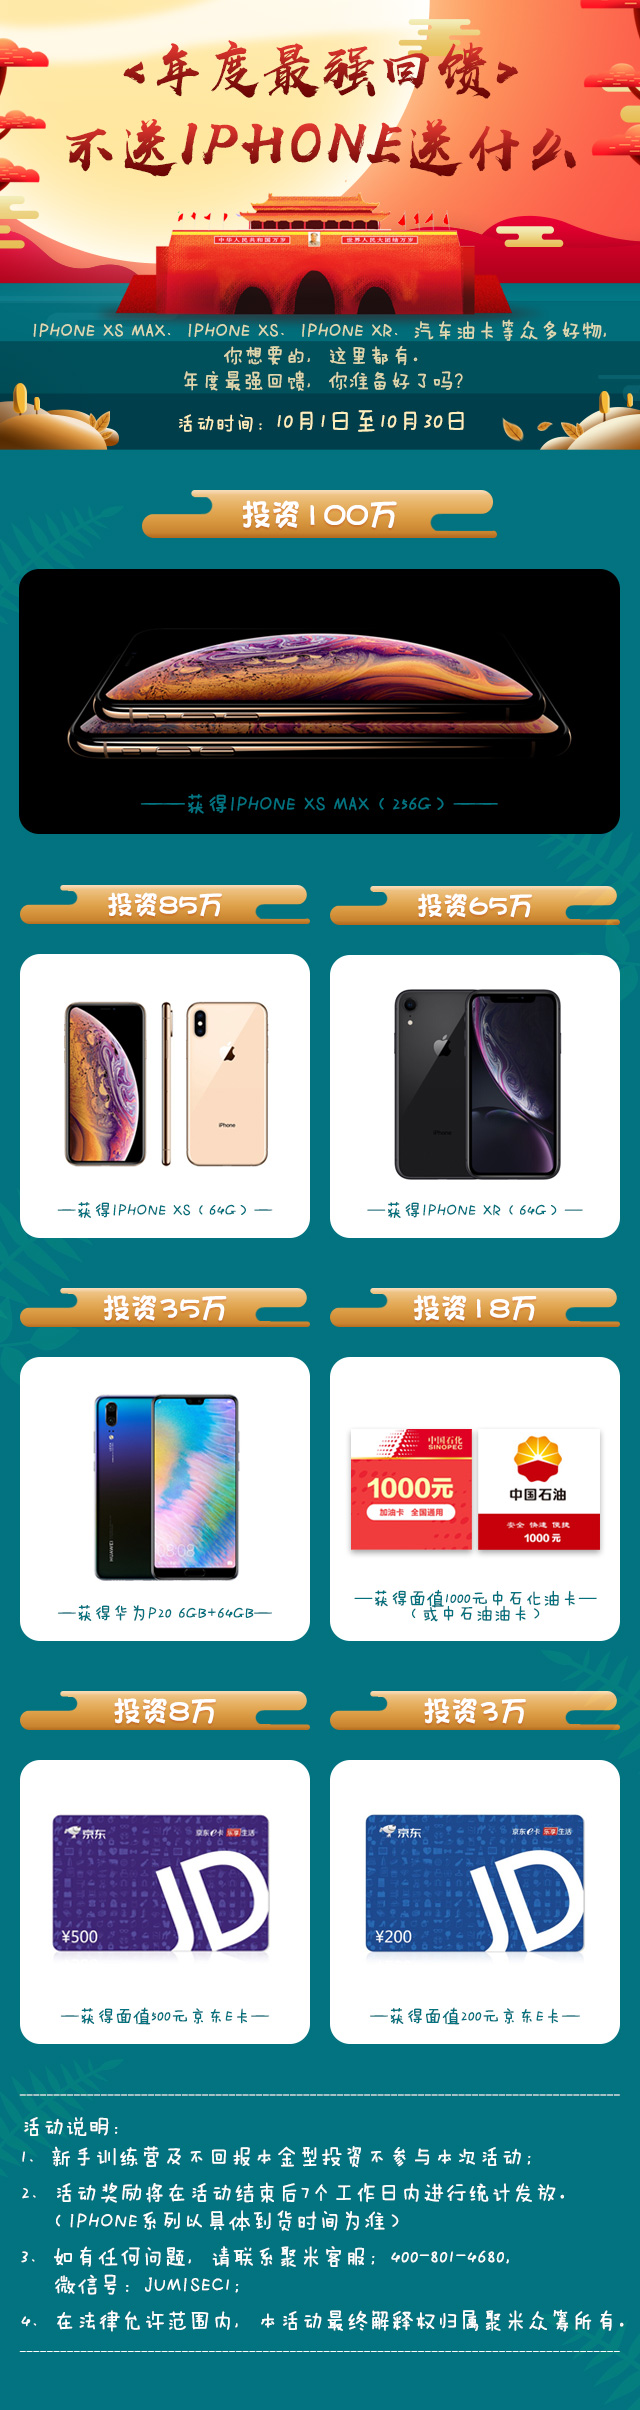 <年度最强回馈>
不送IPHONE送什么
中华人民共和国万岁
世界人民大团结万岁
IPHONE XS MAX、IPHONE XS、IPHONE XR、汽车油卡等众多好物,
你想要的, 这里都有。
年度最强回馈, 你准备好了吗?
活动时间: 10月1日至10月30日
投资100万
获得IPHONE XS MAX(256G)
投资85万
投资65万
iPhone
iPhone
获得IPHONE XS(64G)
获得IPHONE XR(64G)
投资35万
投资18万
中国石化
SINOPEC
1000元
加油卡 全国通用
中国石油
安全 快速 便捷
1000元
HUAWEI
05:08
获得华为P20 6GB+64GB
获得面值1000元中石化油卡
(或中石油油卡)
投资8万
投资3万
京东
京东e卡 乐享生活
JD
¥500
京东
京东e卡 乐享生活
JD
¥200
获得面值500元京东E卡
获得面值200元京东E卡
活动说明:
1、新手训练营及不回报本金型投资不参与本次活动;
2、活动奖励将在活动结束后7个工作日内进行统计发放。
(IPHONE系列以具体到货时间为准)
3、如有任何问题, 请联系聚米客服: 400-801-4680,
微信号: JUMISEC1;
4、在法律允许范围内, 本活动最终解释权归属聚米众筹所有。